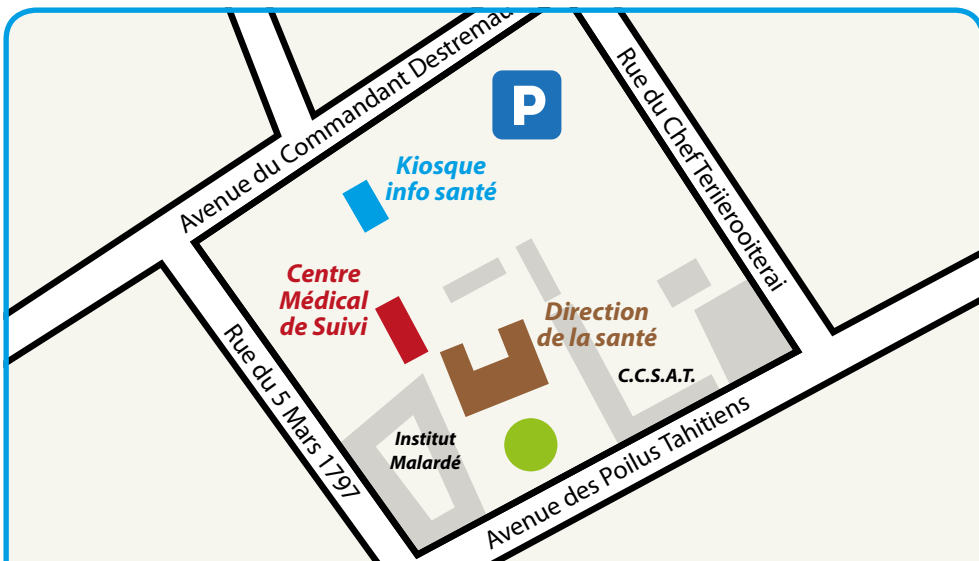 Avenue du Commandant Destremau
P
Rue du Chef Teriierooiterai
Kiosque
info santé
Centre
Médical
de Suivi
Direction
de la santé
C.C.S.A.T.
Rue du 5 Mars 1797
Institut
Malardé
Avenue des Poilus Tahitiens